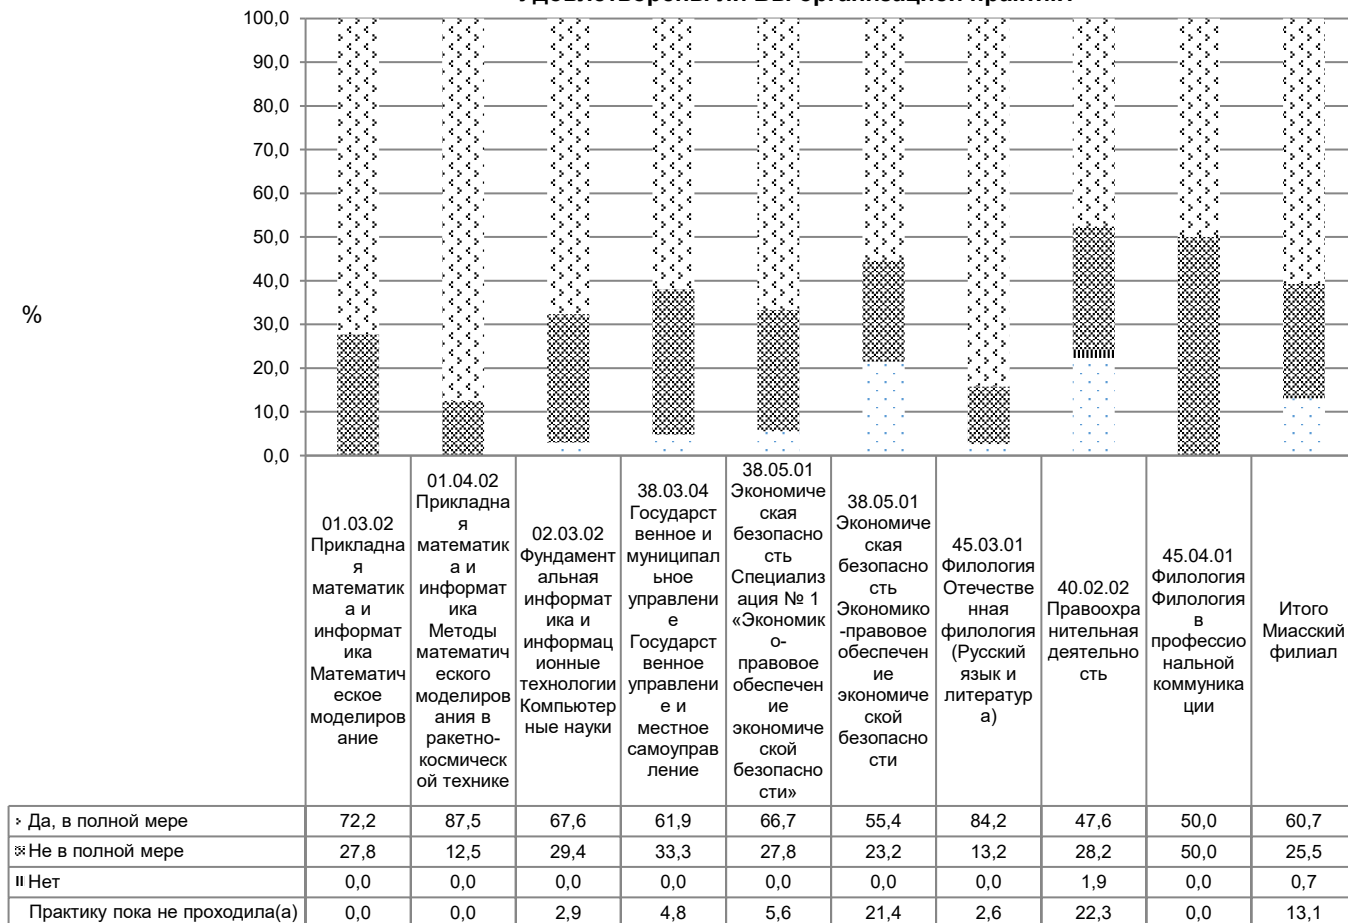 Удовлетворены ли Вы организацией практик?
100,0
90,0
80,0
70,0
60,0
50,0
40,0
30,0
20,0
10,0
0,0
%
01.03.02
Прикладна
я
математик
а и
информат
ика
Математич
еское
моделиров
ание
01.04.02
Прикладна
я
математик
а и
информат
ика
Методы
математич
еского
моделиров
ания в
ракетно-
космическ
ой технике
02.03.02
Фундамент
альная
информат
ика и
информац
ионные
технологии
Компьютер
ные науки
38.03.04
Государст
венное и
муниципал
ьное
управлени
е
Государст
венное
управлени
е и
местное
самоуправ
ление
38.05.01
Экономиче
ская
безопасно
сть
Специализ
ация № 1
«Экономик
о-
правовое
обеспечен
ие
экономиче
ской
безопасно
сти»
38.05.01
Экономиче
ская
безопасно
сть
Экономико
-правовое
обеспечен
ие
экономиче
ской
безопасно
сти
45.03.01
Филология
Отечестве
нная
филология
(Русский
язык и
литератур
а)
40.02.02
Правоохра
нительная
деятельно
сть
45.04.01
Филология
Филология
в
профессио
нальной
коммуника
ции
Итого
Миасский
филиал
Да, в полной мере 72,2 87,5 67,6 61,9 66,7 55,4 84,2 47,6 50,0 60,7
Не в полной мере 27,8 12,5 29,4 33,3 27,8 23,2 13,2 28,2 50,0 25,5
Нет 0,0 0,0 0,0 0,0 0,0 0,0 0,0 1,9 0,0 0,7
Практику пока не проходила(а) 0,0 0,0 2,9 4,8 5,6 21,4 2,6 22,3 0,0 13,1